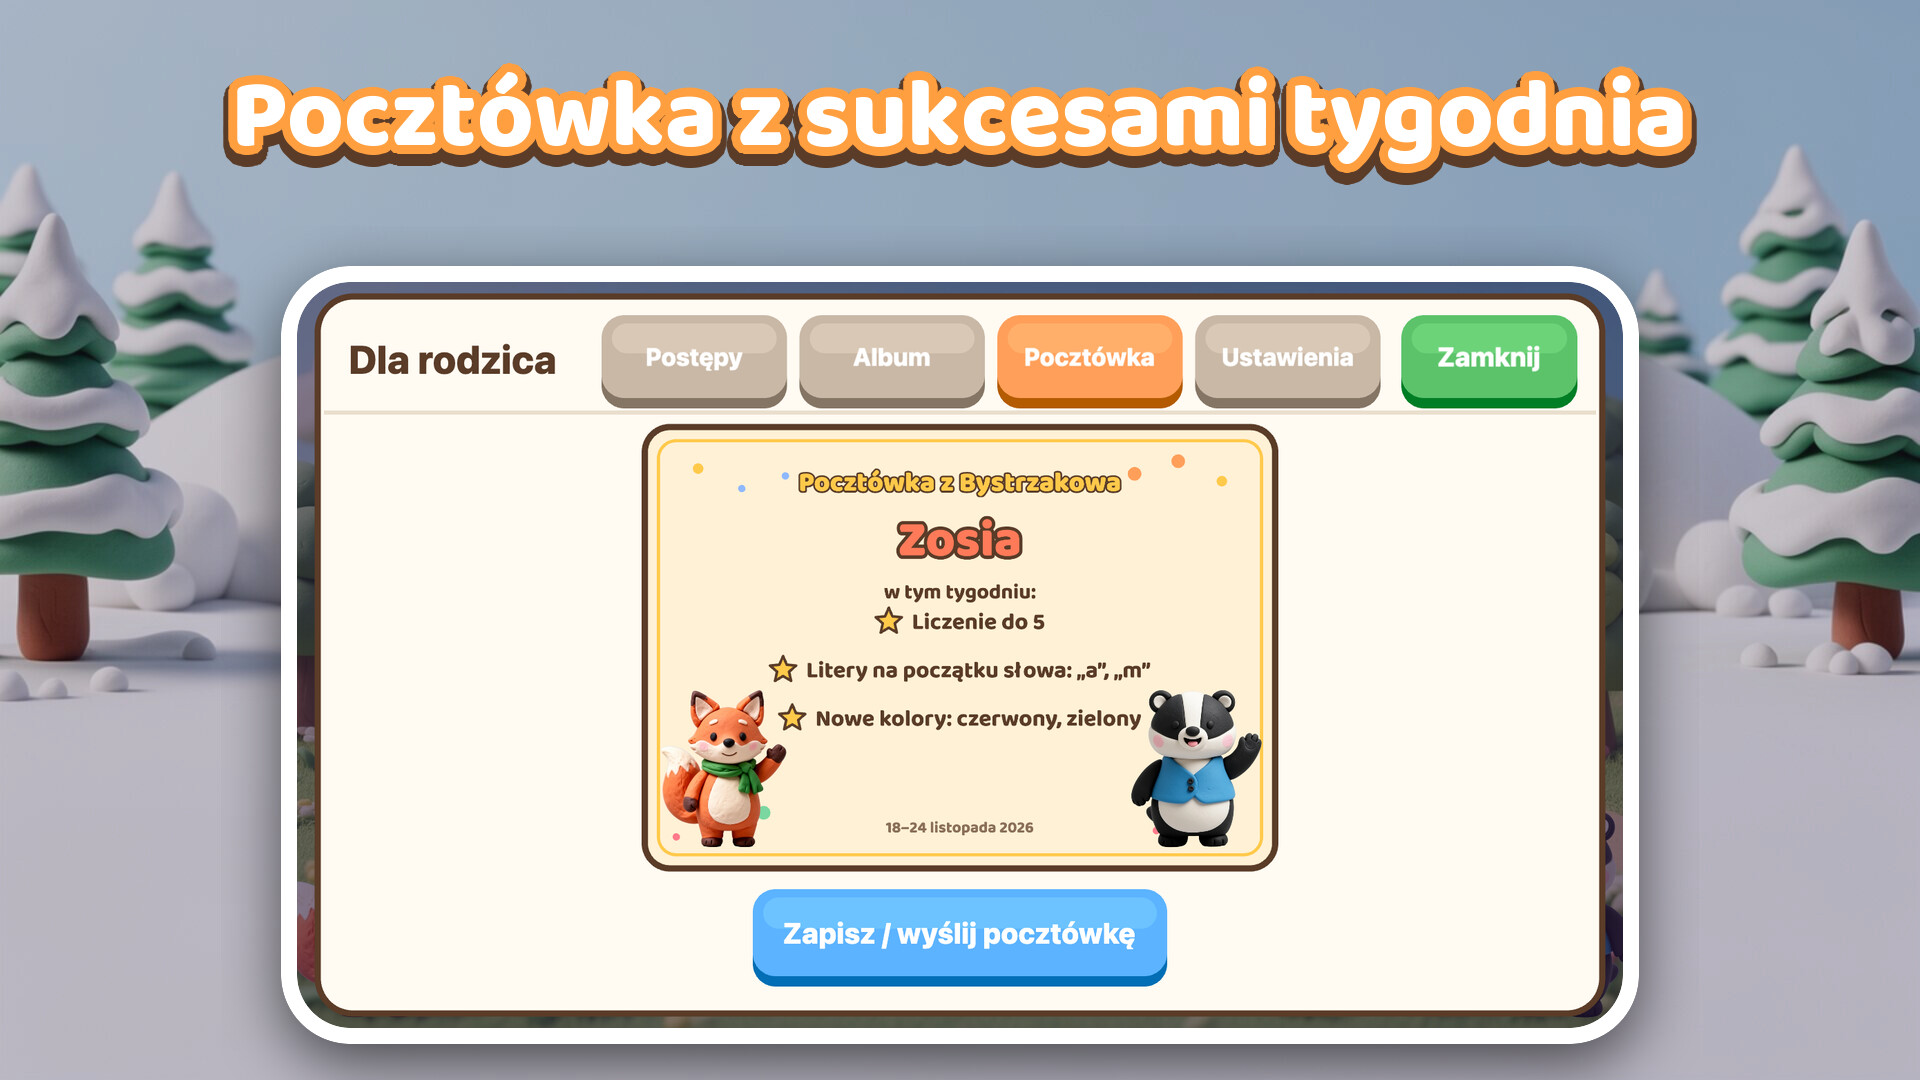 Pocztówka z sukcesami tygodnia
Dla rodzica
Postępy
Album
Pocztówka
Ustawienia
Zamknij
Pocztówka z Bystrzakowa
Zosia
w tym tygodniu:
Liczenie do 5
Litery na początku słowa: „a”, „m”
Nowe kolory: czerwony, zielony
18–24 listopada 2026
Zapisz / wyślij pocztówkę